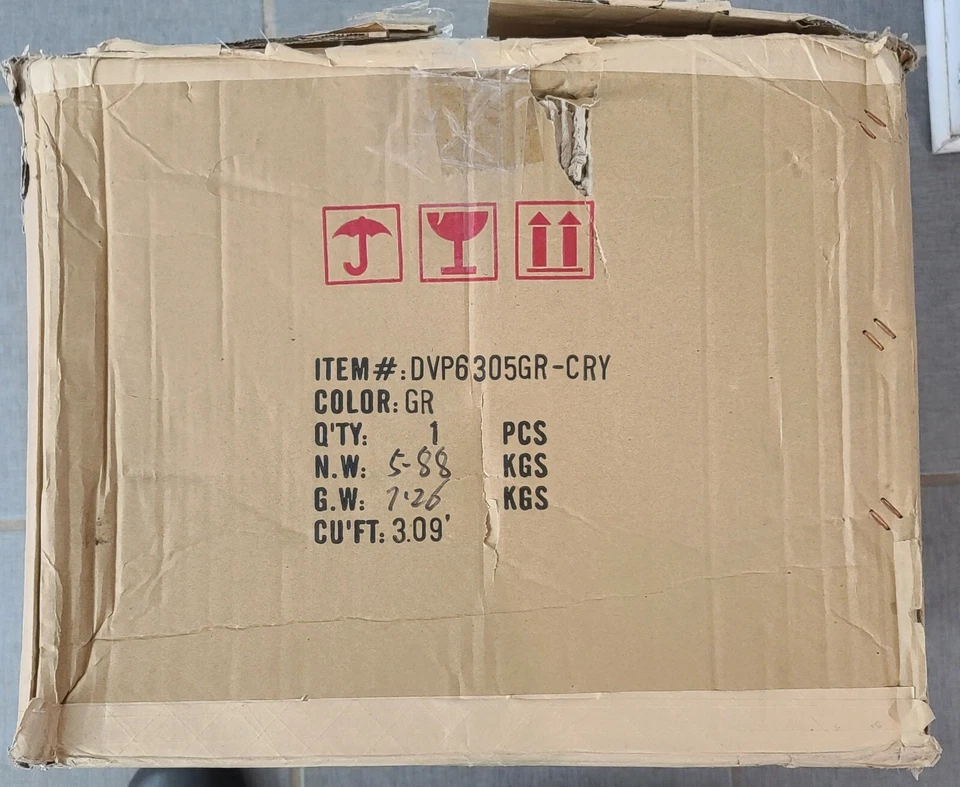 ITEM#:DVP6305GR-CRY
COLOR: GR
Q'TY: 1 PCS
N.W: 5-88 KGS
G.W: 7.26 KGS
CU'FT: 3.09'